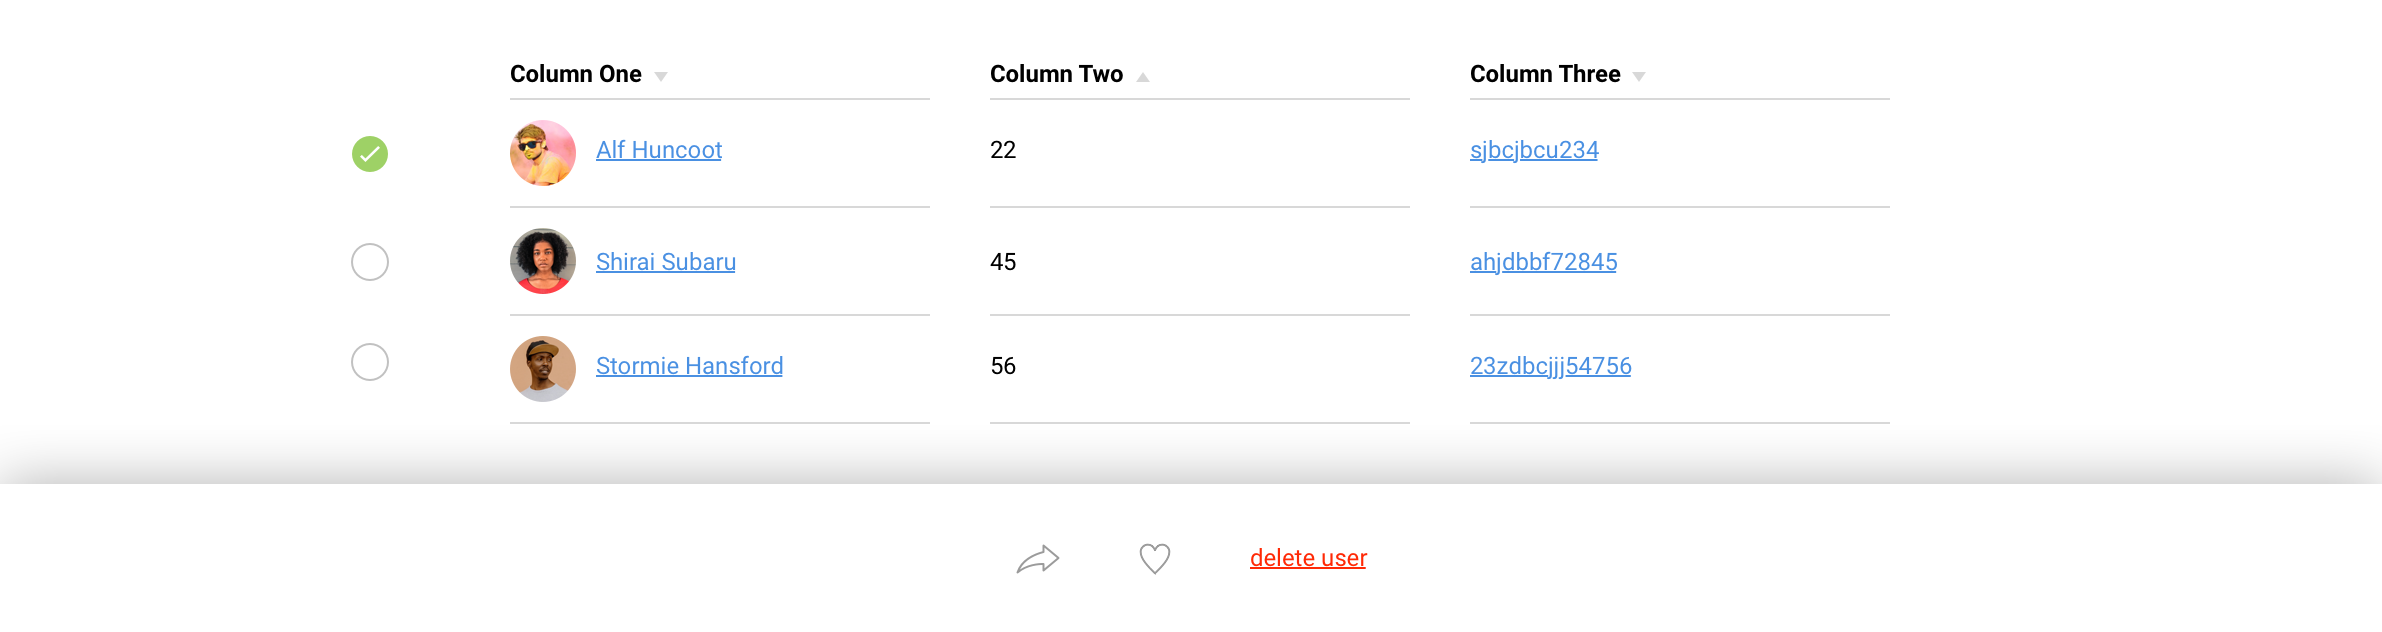 Column One Column Two Column Three
Alf Huncoot 22 sjbcjbcu234
Shirai Subaru 45 ahjdbbf72845
Stormie Hansford 56 23zdbcjjj54756
delete user